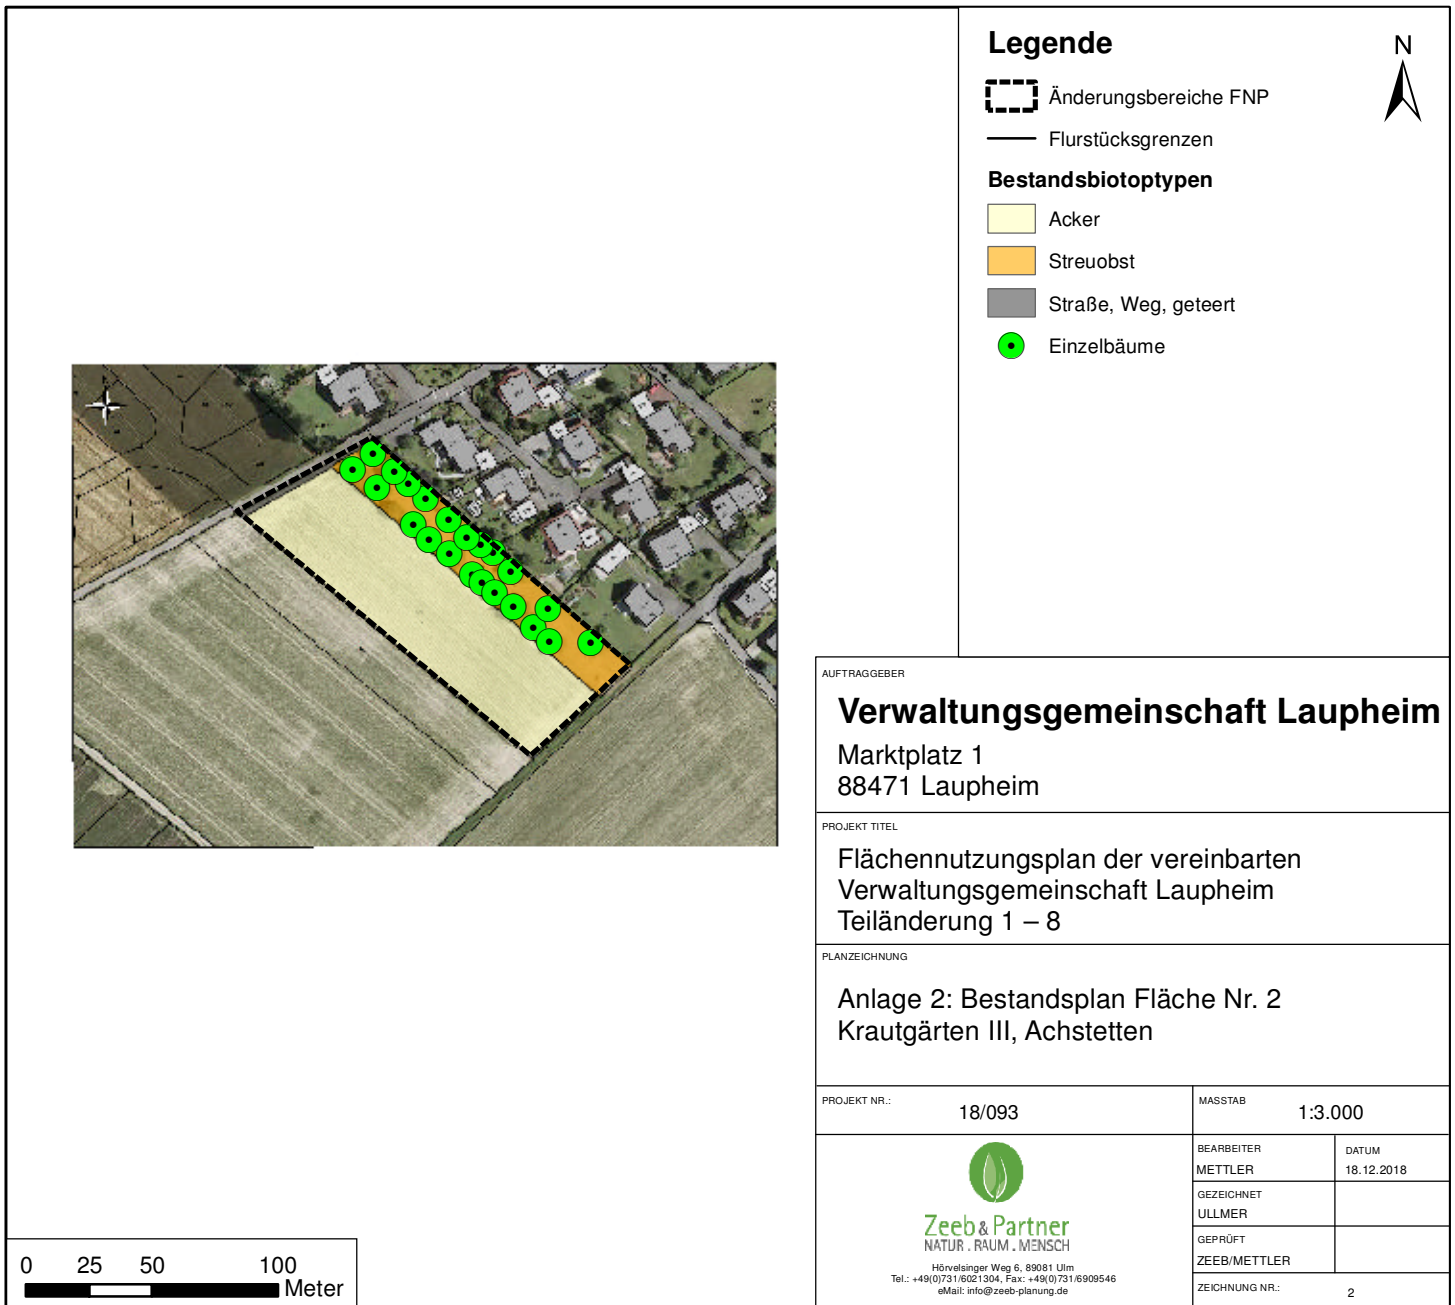 Legende
N
Änderungsbereiche FNP
Flurstücksgrenzen
Bestandsbiotoptypen
Acker
Streuobst
Straße, Weg, geteert
Einzelbäume
AUFTRAGGEBER
Verwaltungsgemeinschaft Laupheim
Marktplatz 1
88471 Laupheim
PROJEKT TITEL
Flächennutzungsplan der vereinbarten
Verwaltungsgemeinschaft Laupheim
Teiländerung 1 – 8
PLANZEICHNUNG
Anlage 2: Bestandsplan Fläche Nr. 2
Krautgärten III, Achstetten
PROJEKT NR.:
18/093
MASSTAB
1:3.000
Zeeb & Partner
NATUR . RAUM . MENSCH
Hörvelsinger Weg 6, 89081 Ulm
Tel.: +49(0)731/6021304, Fax: +49(0)731/6909546
eMail: info@zeeb-planung.de
BEARBEITER
METTLER
DATUM
18.12.2018
GEZEICHNET
ULLMER
GEPRÜFT
ZEEB/METTLER
ZEICHNUNG NR.:
2
0 25 50 100
Meter